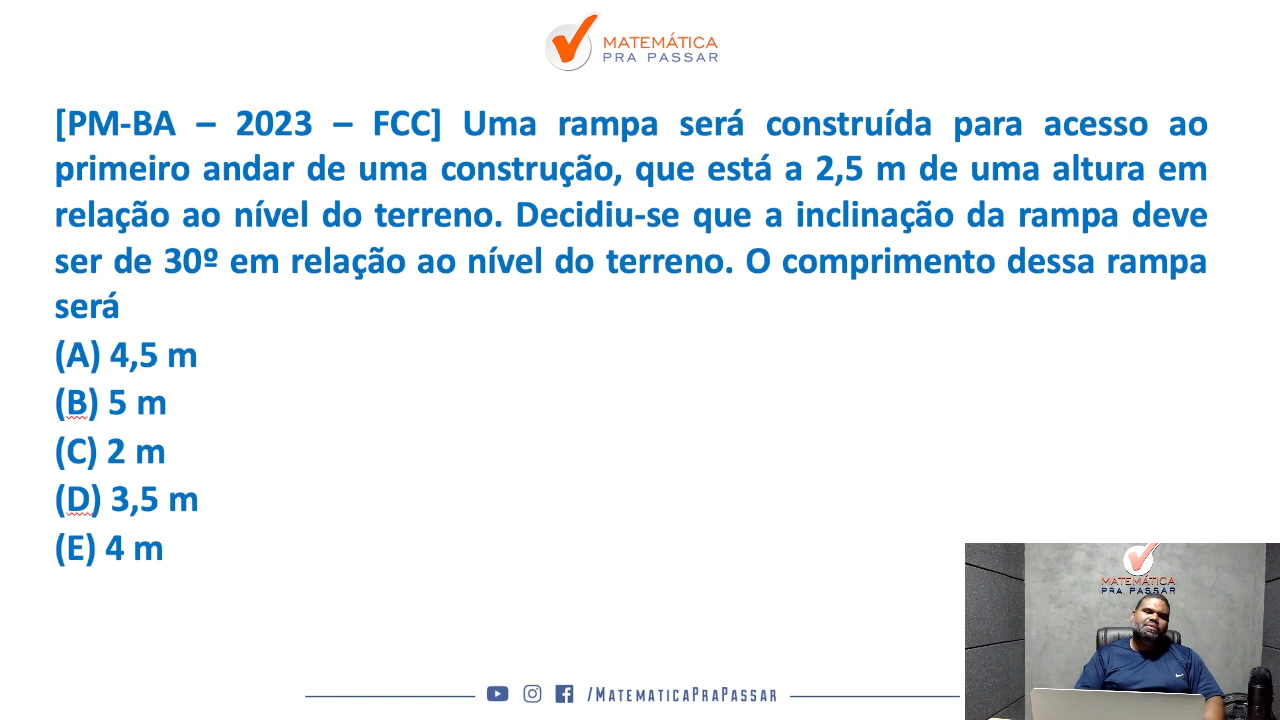 MATEMÁTICA
PRA PASSAR
[PM-BA – 2023 – FCC] Uma rampa será construída para acesso ao
primeiro andar de uma construção, que está a 2,5 m de uma altura em
relação ao nível do terreno. Decidiu-se que a inclinação da rampa deve
ser de 30º em relação ao nível do terreno. O comprimento dessa rampa
será
(A) 4,5 m
(B) 5 m
(C) 2 m
(D) 3,5 m
(E) 4 m
MATEMÁTICA
PRA PASSAR
/MATEMATICAPRAPASSAR